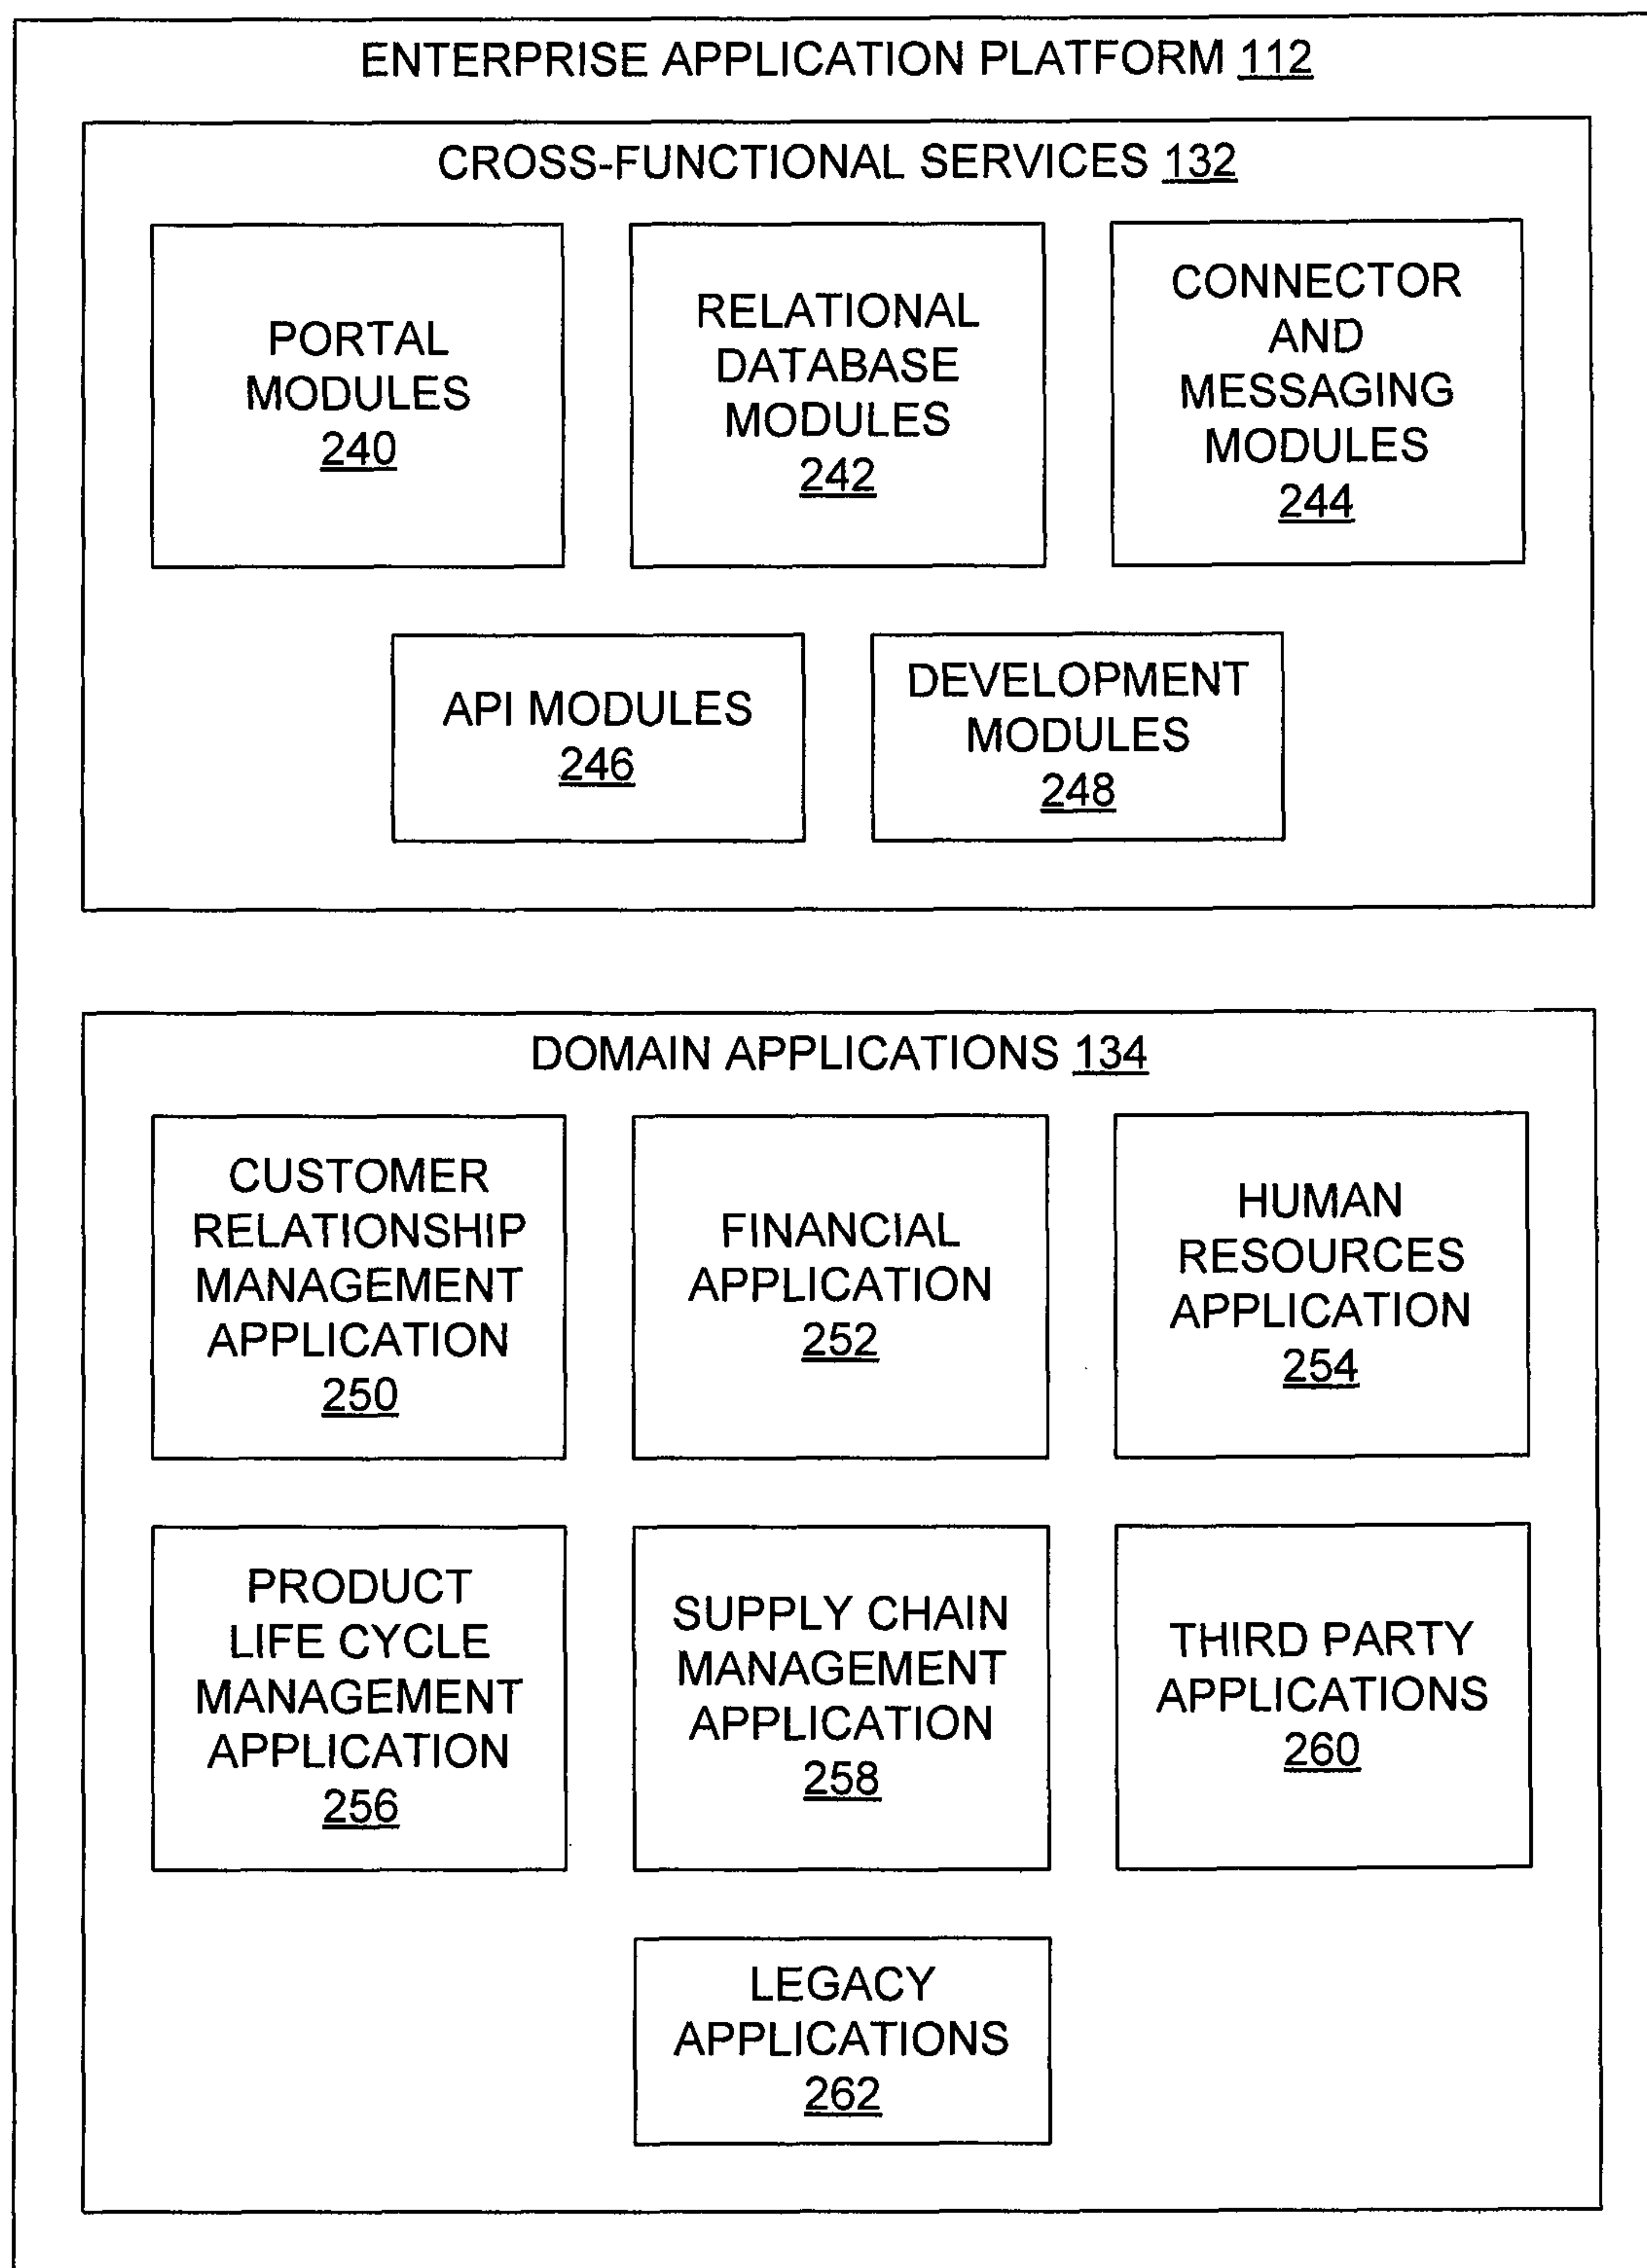 ENTERPRISE APPLICATION PLATFORM 112
CROSS-FUNCTIONAL SERVICES 132
PORTAL
MODULES
240
RELATIONAL
DATABASE
MODULES
242
CONNECTOR
AND
MESSAGING
MODULES
244
API MODULES
246
DEVELOPMENT
MODULES
248
DOMAIN APPLICATIONS 134
CUSTOMER
RELATIONSHIP
MANAGEMENT
APPLICATION
250
FINANCIAL
APPLICATION
252
HUMAN
RESOURCES
APPLICATION
254
PRODUCT
LIFE CYCLE
MANAGEMENT
APPLICATION
256
SUPPLY CHAIN
MANAGEMENT
APPLICATION
258
THIRD PARTY
APPLICATIONS
260
LEGACY
APPLICATIONS
262